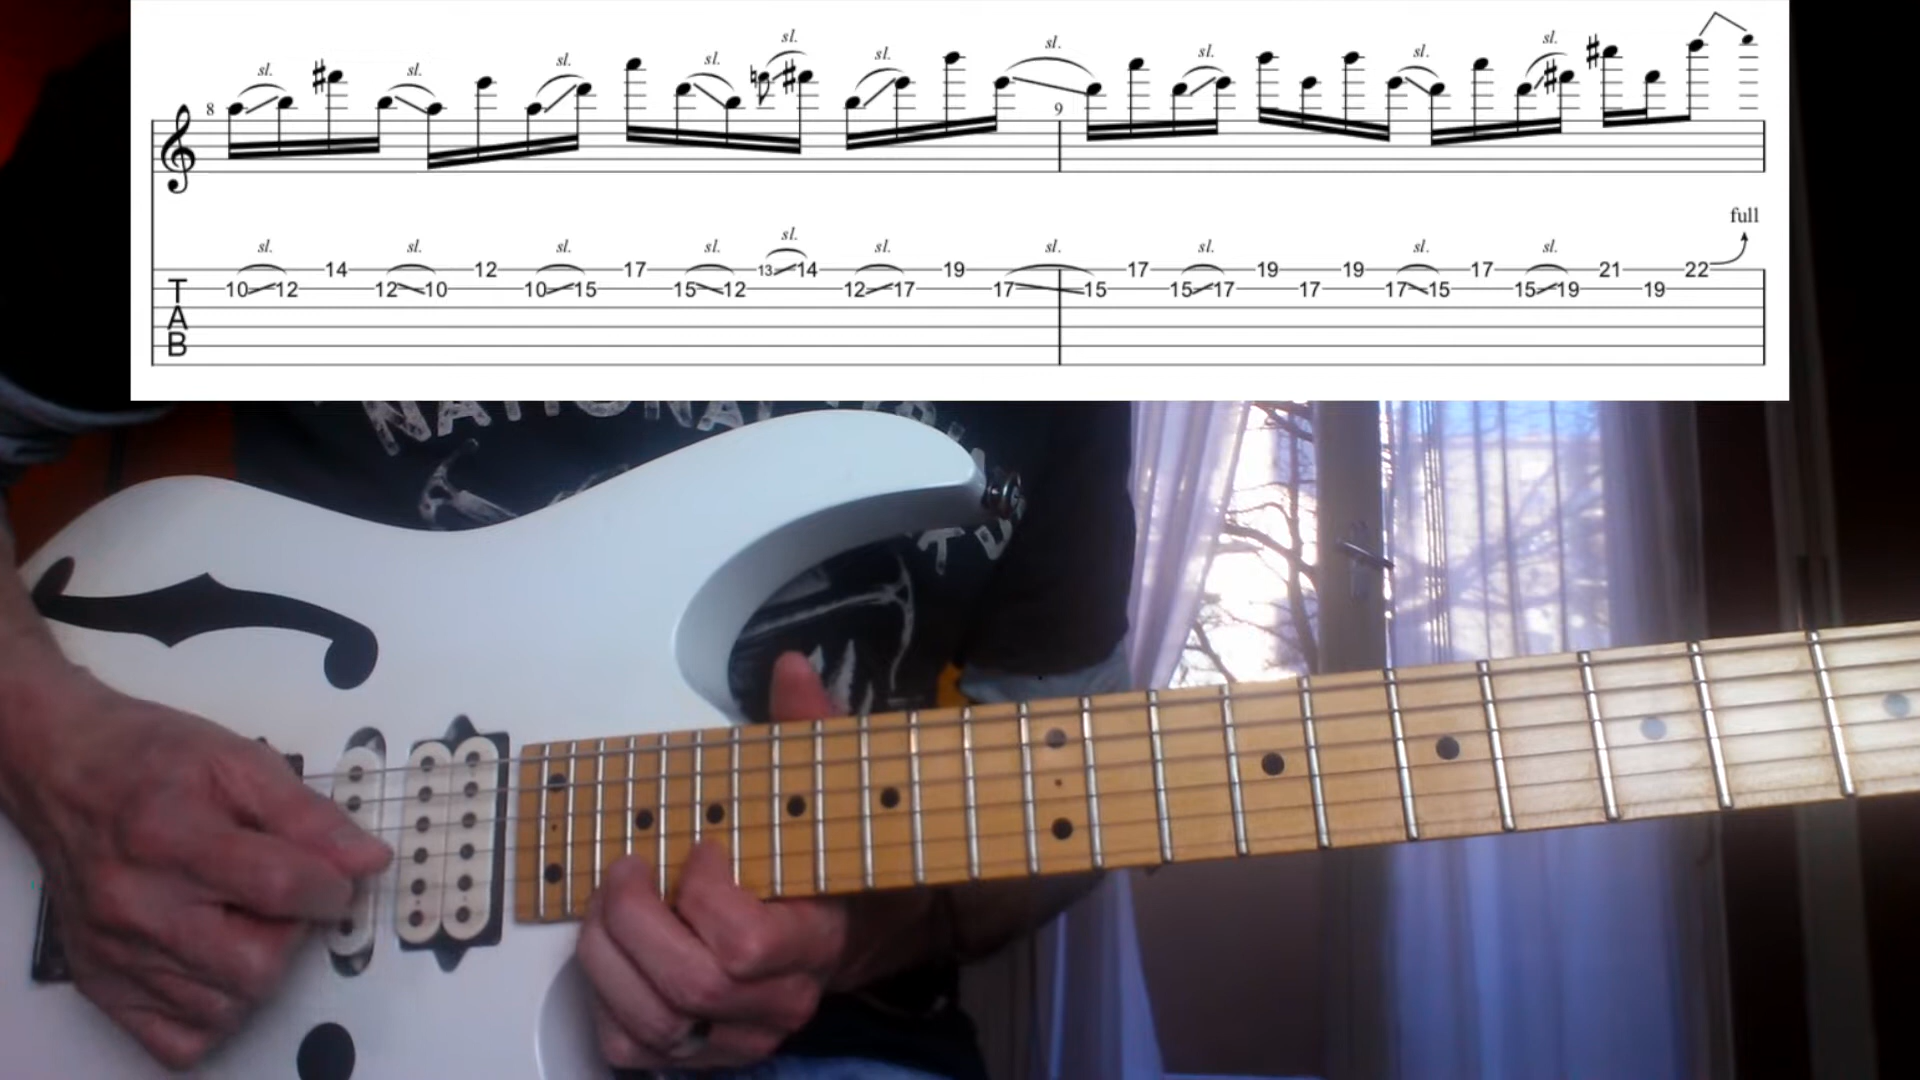 sl. sl. sl. sl. sl. sl. sl. sl. sl. sl.
8 9
full
sl. sl. sl. sl. sl. sl. sl. sl. sl. sl.
14 12 17 13 14 19 17 19 19 17 21 22
10 12 12 10 10 15 15 12 12 17 17 15 15 17 17 17 15 15 19 19
T
A
B
NATIONAL